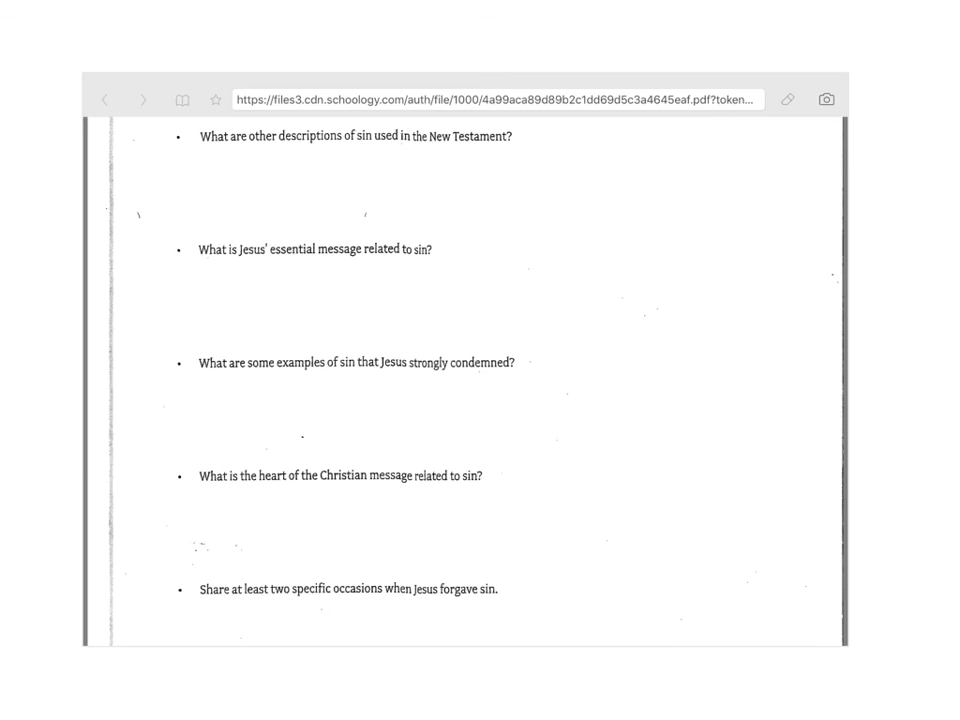 https://files3.cdn.schoology.com/auth/file/1000/4a99aca89d89b2c1dd69d5c3a4645eaf.pdf?token...
• What are other descriptions of sin used in the New Testament?
• What is Jesus' essential message related to sin?
• What are some examples of sin that Jesus strongly condemned?
• What is the heart of the Christian message related to sin?
• Share at least two specific occasions when Jesus forgave sin.